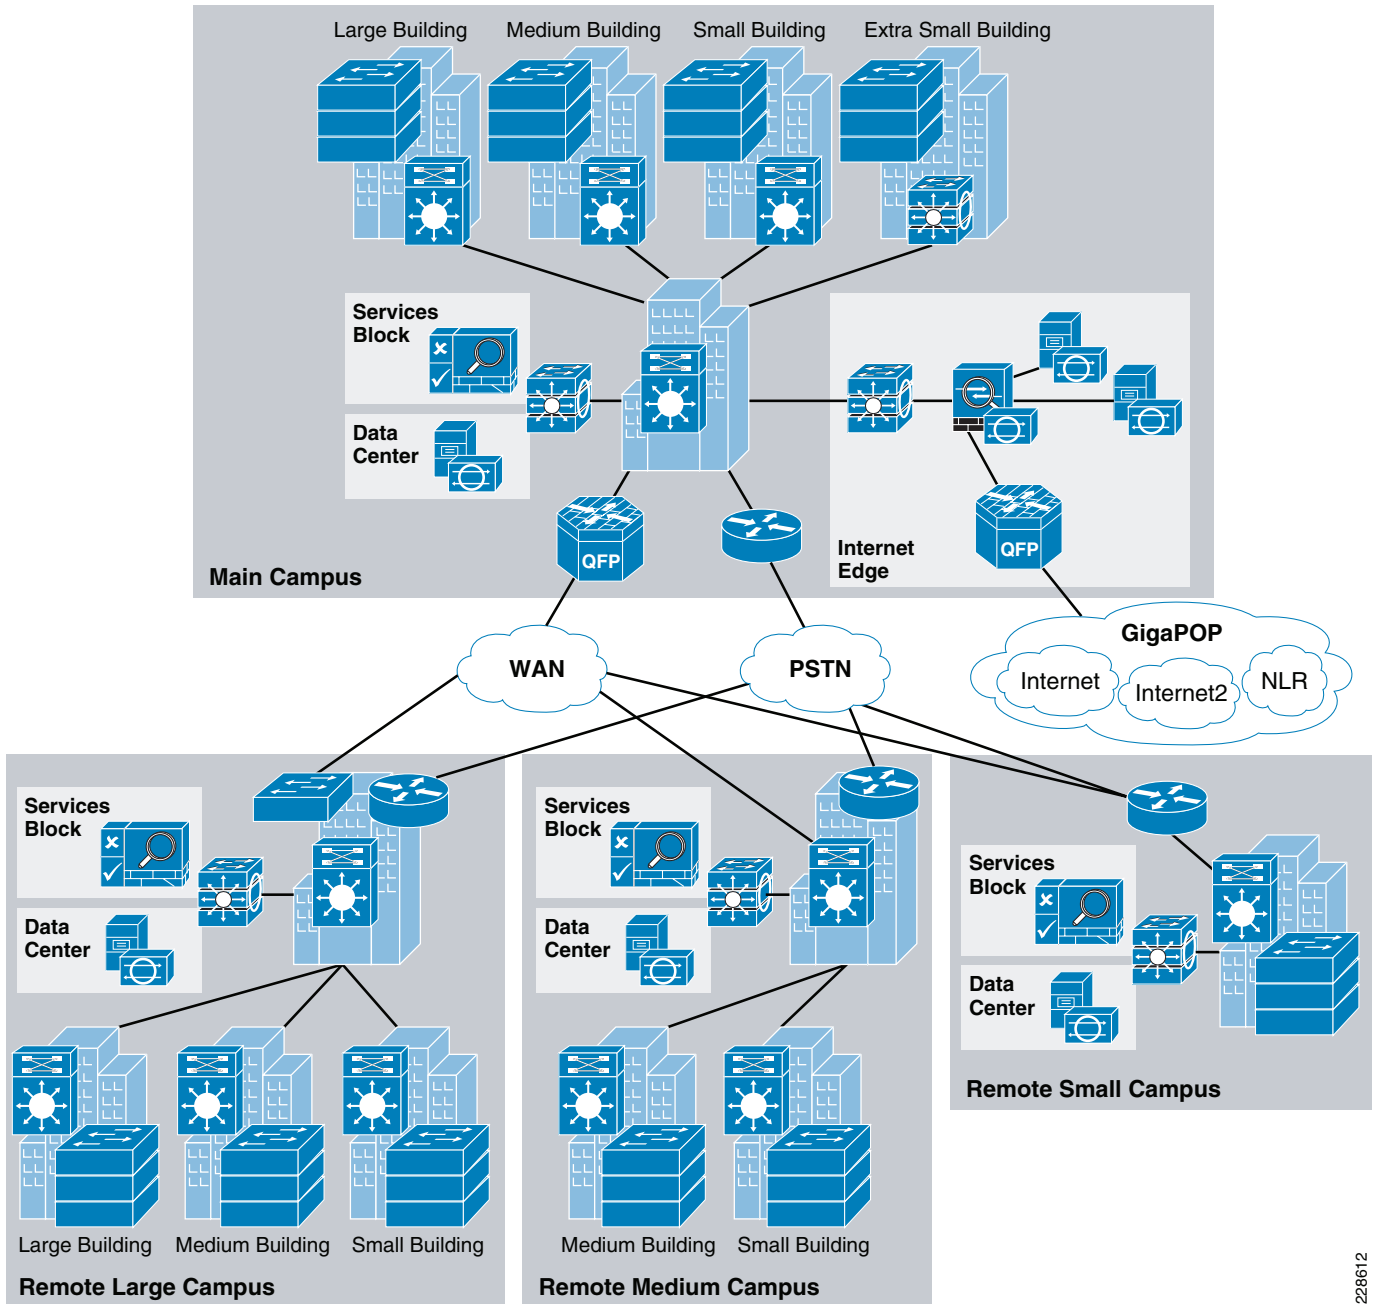 Large Building
Medium Building
Small Building
Extra Small Building
Services
Block
Data
Center
QFP
QFP
Internet
Edge
Main Campus
WAN
PSTN
GigaPOP
Internet
Internet2
NLR
Services
Block
Data
Center
Large Building
Medium Building
Small Building
Remote Large Campus
Services
Block
Data
Center
Medium Building
Small Building
Remote Medium Campus
Services
Block
Data
Center
Remote Small Campus
228612